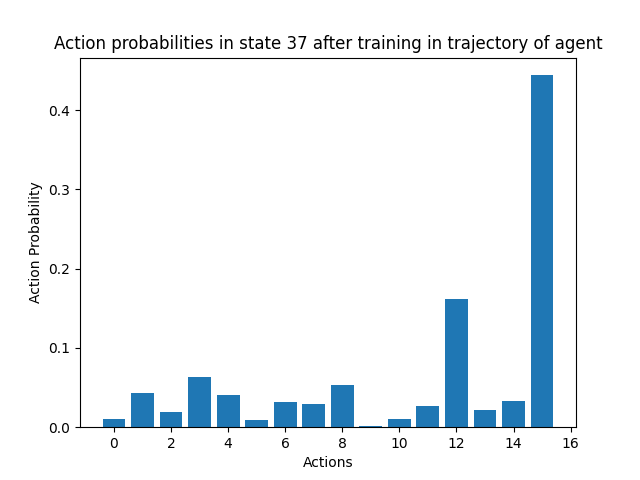 Action probabilities in state 37 after training in trajectory of agent
Action Probability
0.4
0.3
0.2
0.1
0.0
0 2 4 6 8 10 12 14 16
Actions